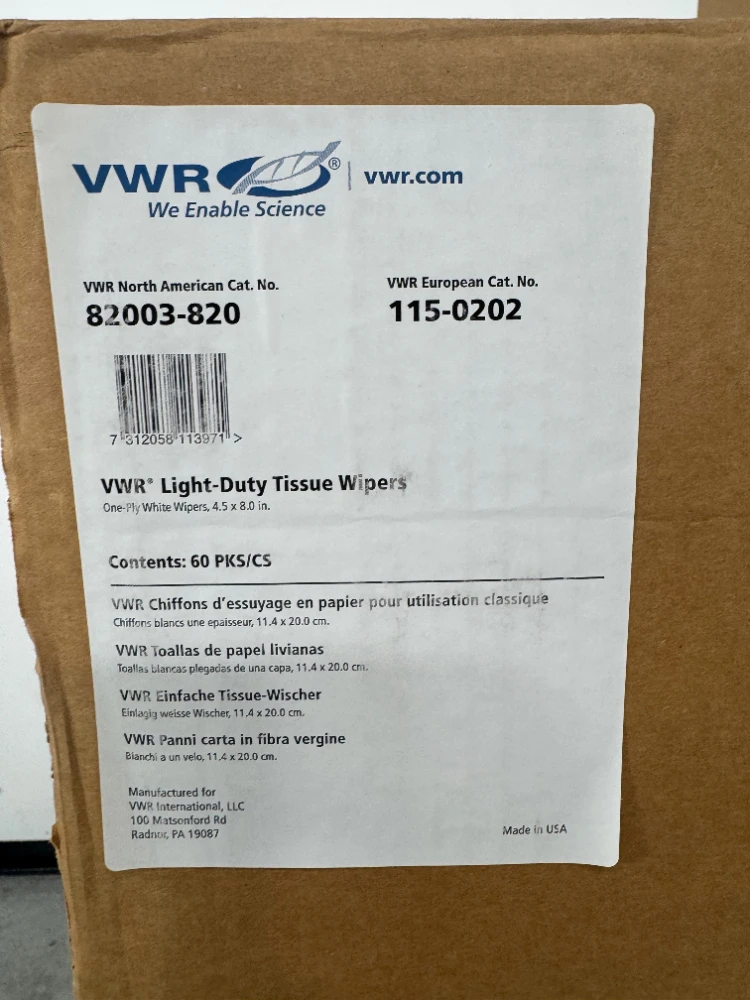 VWR® | vwr.com
We Enable Science
VWR North American Cat. No.
82003-820
VWR European Cat. No.
115-0202
7 312058 113971 >
VWR® Light-Duty Tissue Wipers
One-Ply White Wipers, 4.5 x 8.0 in.
Contents: 60 PKS/CS
VWR Chiffons d'essuyage en papier pour utilisation classique
Chiffons blancs une epaisseur, 11.4 x 20.0 cm.
VWR Toallas de papel livianas
Toallas blancas plegadas de una capa, 11.4 x 20.0 cm.
VWR Einfache Tissue-Wischer
Einlagig weisse Wischer, 11.4 x 20.0 cm.
VWR Panni carta in fibra vergine
Bianchi a un velo, 11.4 x 20.0 cm.
Manufactured for
VWR International, LLC
100 Matsonford Rd
Radnor, PA 19087
Made in USA